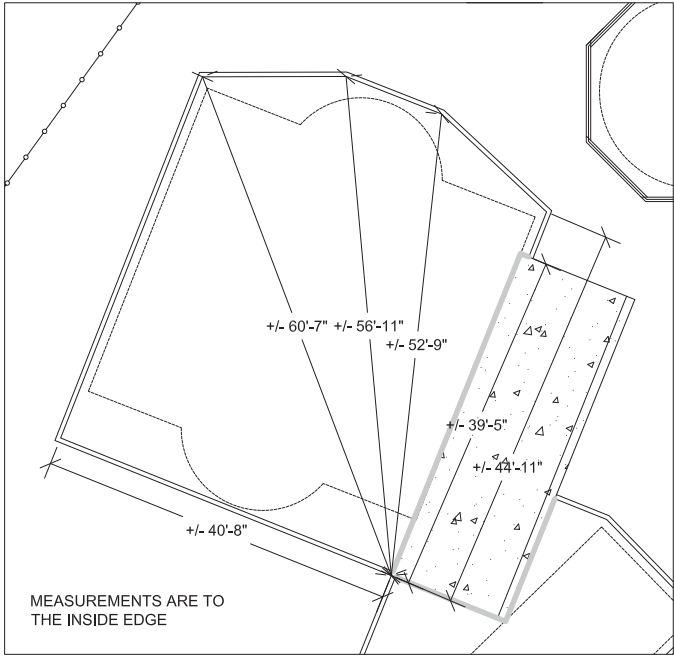 +/- 60'-7" +/- 56'-11"
+/- 52'-9"
+/- 39'-5"
+/- 44'-11"
+/- 40'-8"
MEASUREMENTS ARE TO
THE INSIDE EDGE